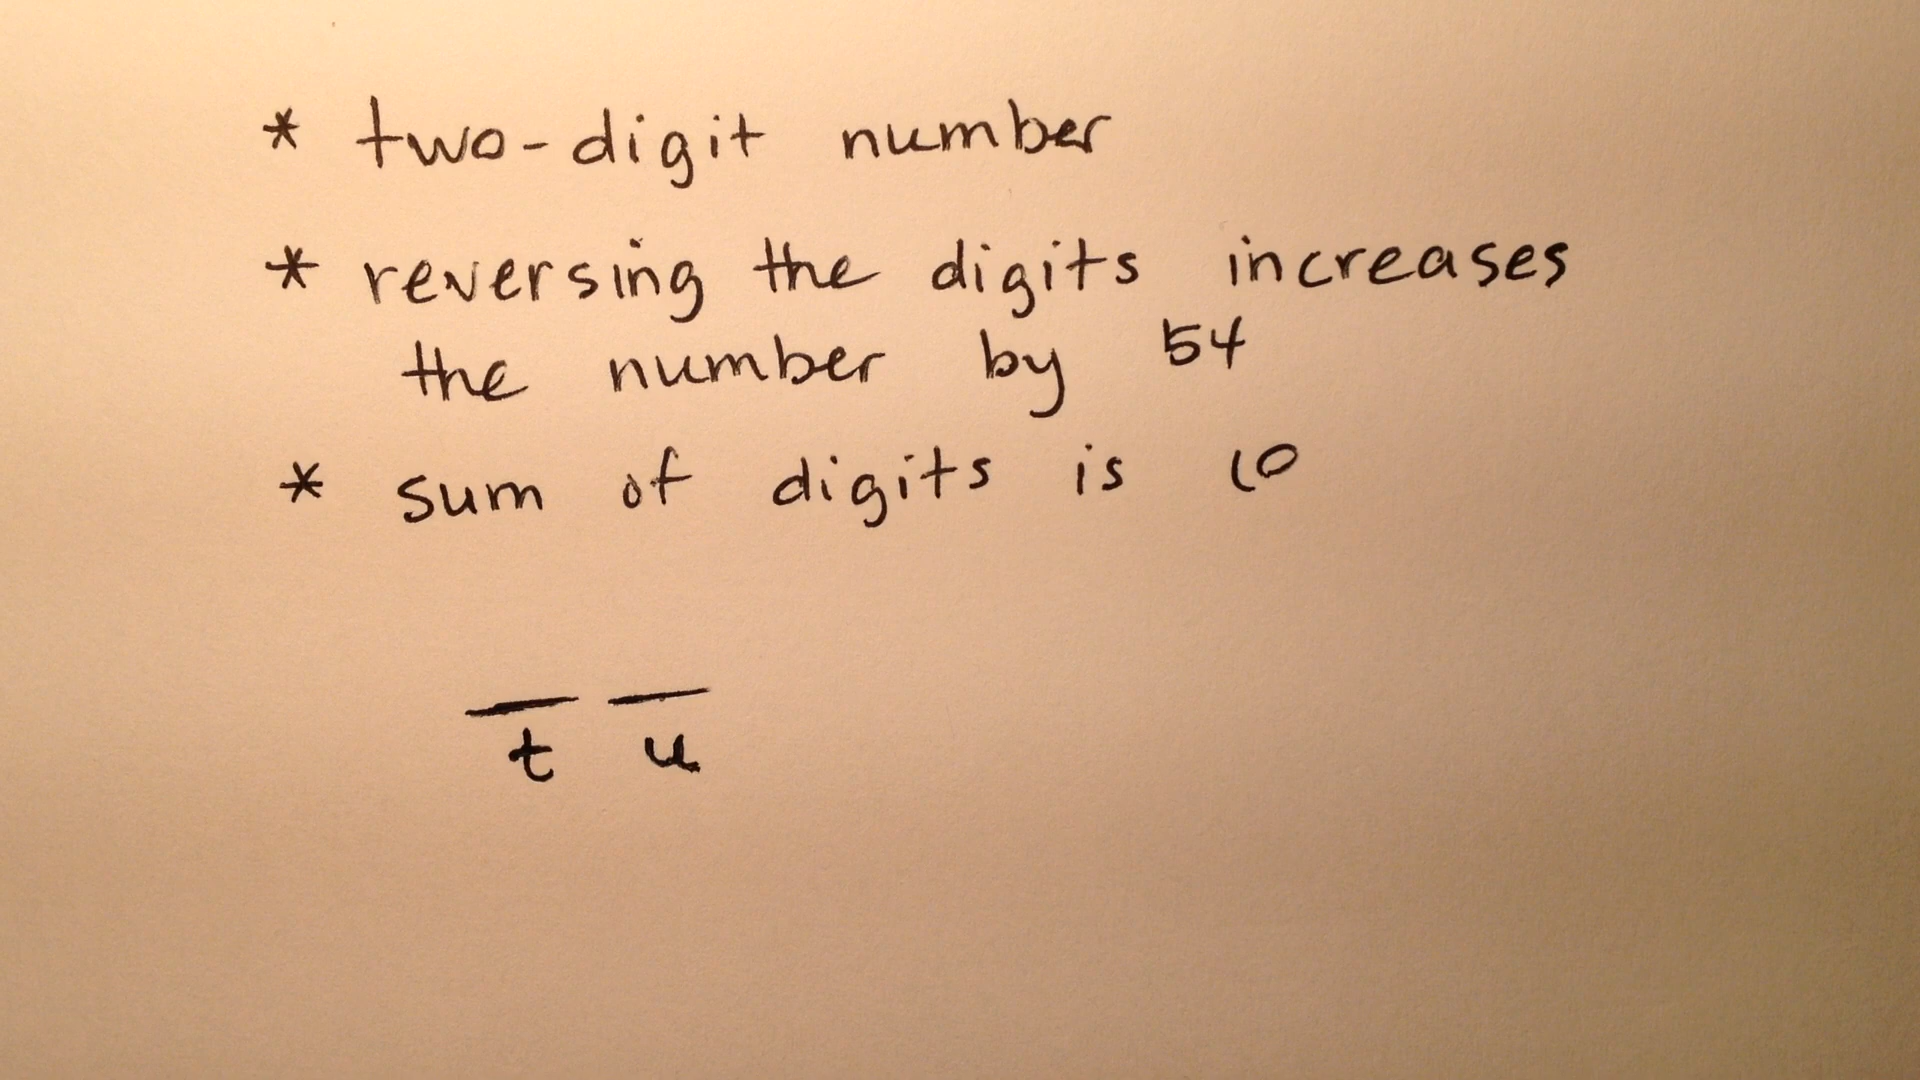 * two-digit number
* reversing the digits increases
the number by 54
* sum of digits is 10
t u